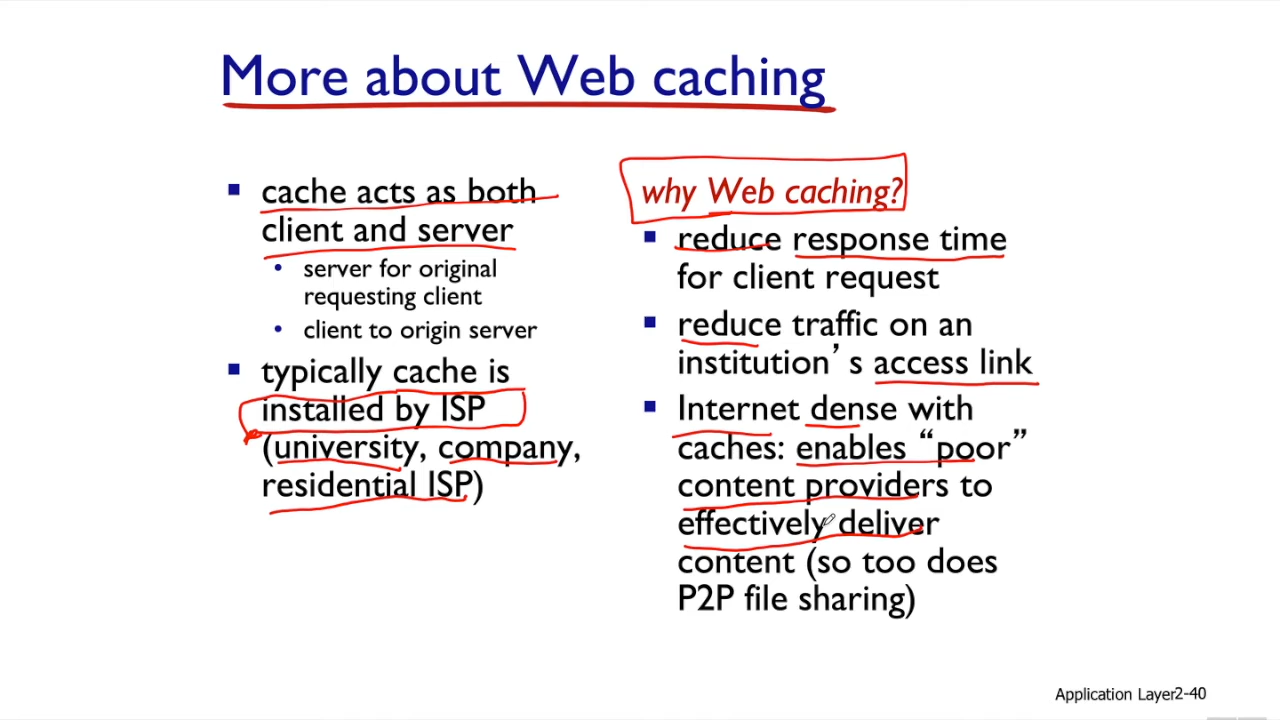 More about Web caching
▪ cache acts as both
client and server
• server for original
requesting client
• client to origin server
▪ typically cache is
installed by ISP
(university, company,
residential ISP)
why Web caching?
▪ reduce response time
for client request
▪ reduce traffic on an
institution’ s access link
▪ Internet dense with
caches: enables “poor”
content providers to
effectively deliver
content (so too does
P2P file sharing)
Application Layer2-40